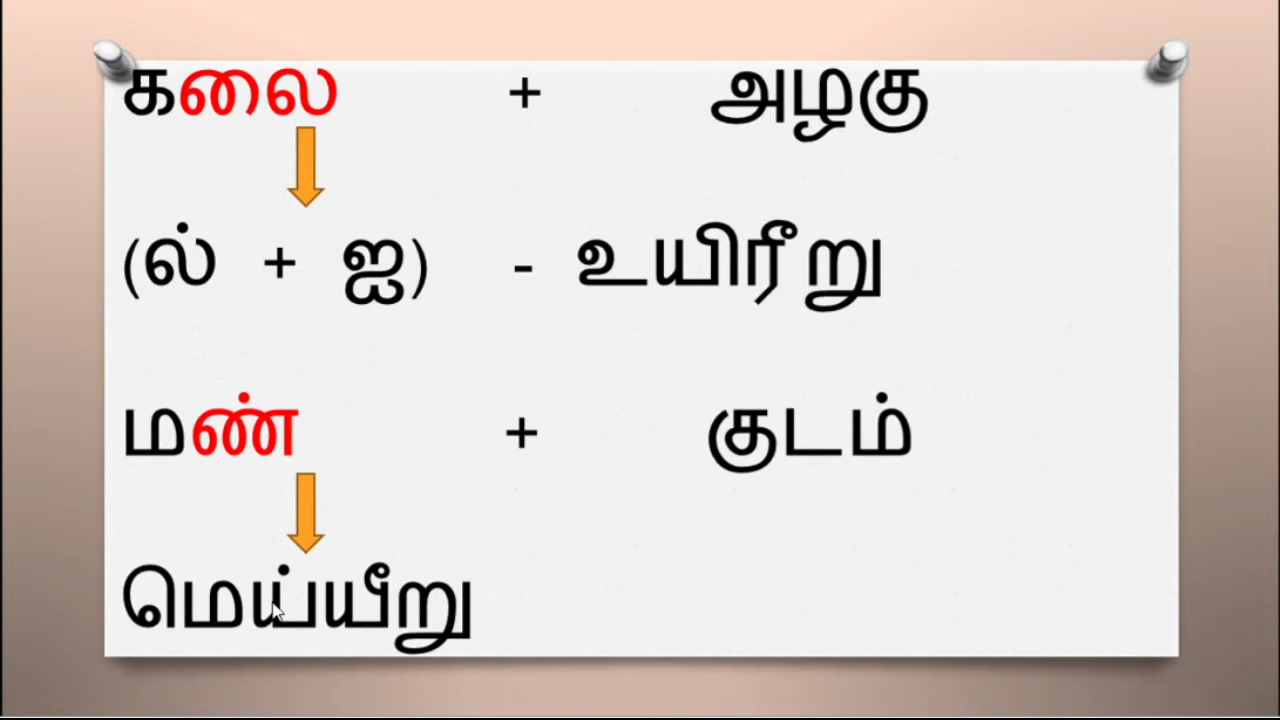 கலை + அழகு
(ல் + ஐ) - உயிரீறு
மண் + குடம்
மெய்யீறு